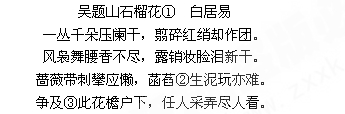 吴题山石榴花① 白居易
一丛千朵压阑干，翦碎红绡却作团。
风袅舞腰香不尽，露销妆脸泪新干。
蔷薇带刺攀应懒，菡萏②生泥玩亦难。
争及③此花檐户下，任人采弄尽人看。